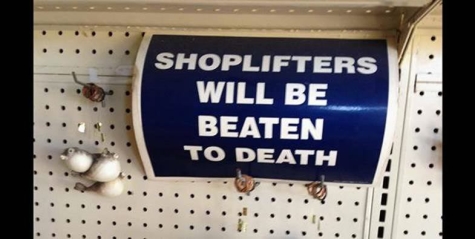 SHOPLIFTERS
WILL BE
BEATEN
TO DEATH